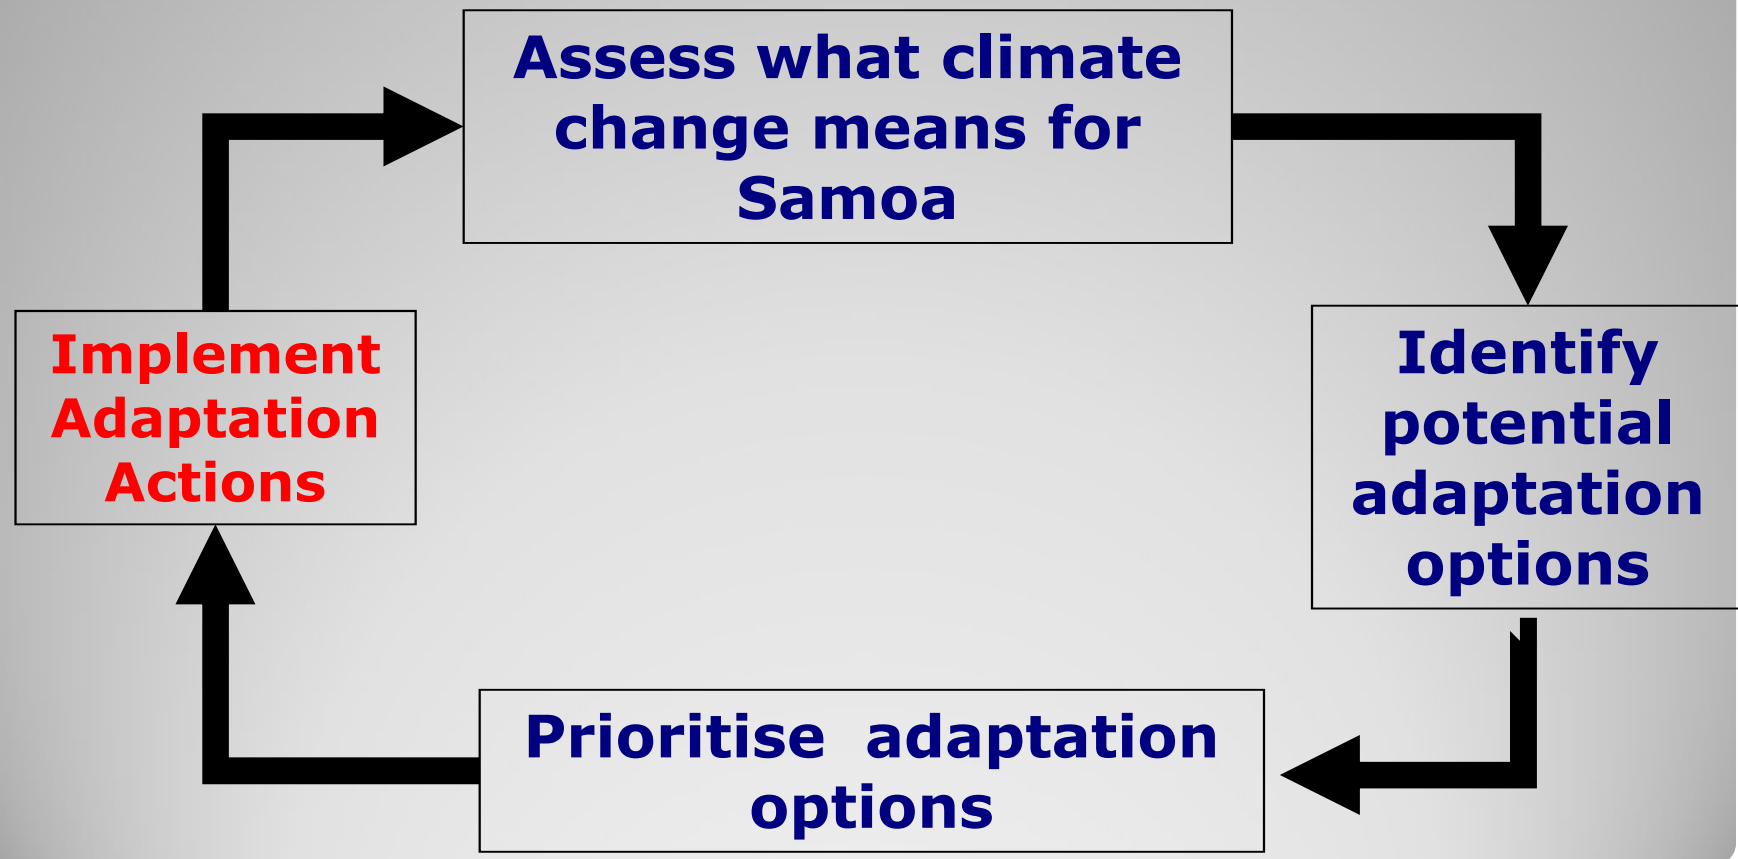 Assess what climate
change means for
Samoa
Implement
Adaptation
Actions
Identify
potential
adaptation
options
Prioritise  adaptation
options